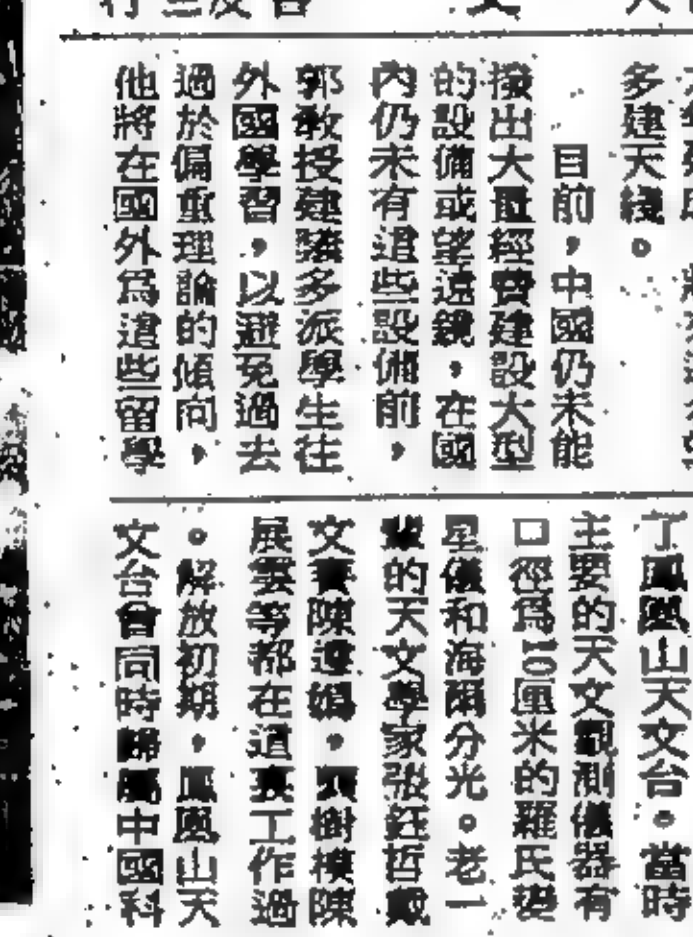 多建天綫。
目前，中國仍未能
撥出大量經費建設大型
的設備或望遠鏡，在國
內仍未有這些設備前，
郭敎授建議多派學生往
外國學習，以避免過去
過於偏重理論的傾向，
他將在國外爲這些留學
了鳳凰山天文台。當時
主要的天文觀測儀器有
口徑爲10厘米的羅氏望
星儀和海爾分光。老一
輩的天文學家張鈺哲戴
文賽陳遵嬀，樹模陳
展雲等都在這裏工作過
。解放初期，鳳凰山天
文台曾同時歸屬中國科